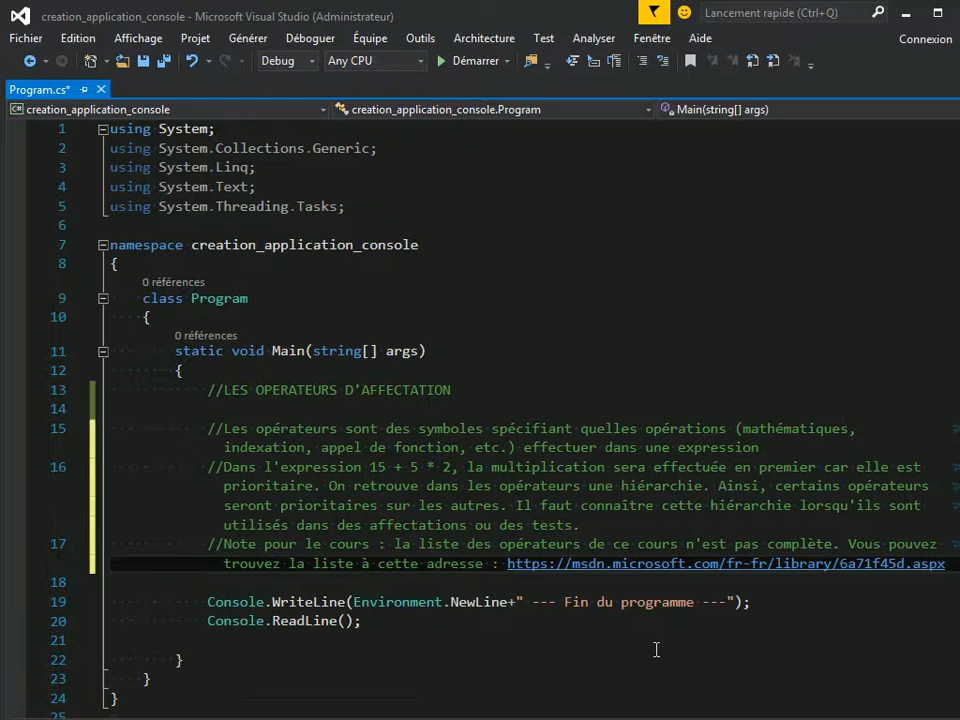 creation_application_console - Microsoft Visual Studio (Administrateur)
Lancement rapide (Ctrl+Q)
Fichier Edition Affichage Projet Générer Déboguer Équipe Outils Architecture Test Analyser Fenêtre Aide Connexion
Debug Any CPU Démarrer
Program.cs*
creation_application_console creation_application_console.Program Main(string[] args)
1 using System;
2 using System.Collections.Generic;
3 using System.Linq;
4 using System.Text;
5 using System.Threading.Tasks;
6
7 namespace creation_application_console
8 {
0 références
9 class Program
10 {
0 références
11 static void Main(string[] args)
12 {
13 //LES OPERATEURS D'AFFECTATION
14
15 //Les opérateurs sont des symboles spécifiant quelles opérations (mathématiques,
indexation, appel de fonction, etc.) effectuer dans une expression
16 //Dans l'expression 15 + 5 * 2, la multiplication sera effectuée en premier car elle est
prioritaire. On retrouve dans les opérateurs une hiérarchie. Ainsi, certains opérateurs
seront prioritaires sur les autres. Il faut connaître cette hiérarchie lorsqu'ils sont
utilisés dans des affectations ou des tests.
17 //Note pour le cours : la liste des opérateurs de ce cours n'est pas complète. Vous pouvez
trouvez la liste à cette adresse : https://msdn.microsoft.com/fr-fr/library/6a71f45d.aspx
18
19 Console.WriteLine(Environment.NewLine+" --- Fin du programme ---");
20 Console.ReadLine();
21
22 }
23 }
24 }
25